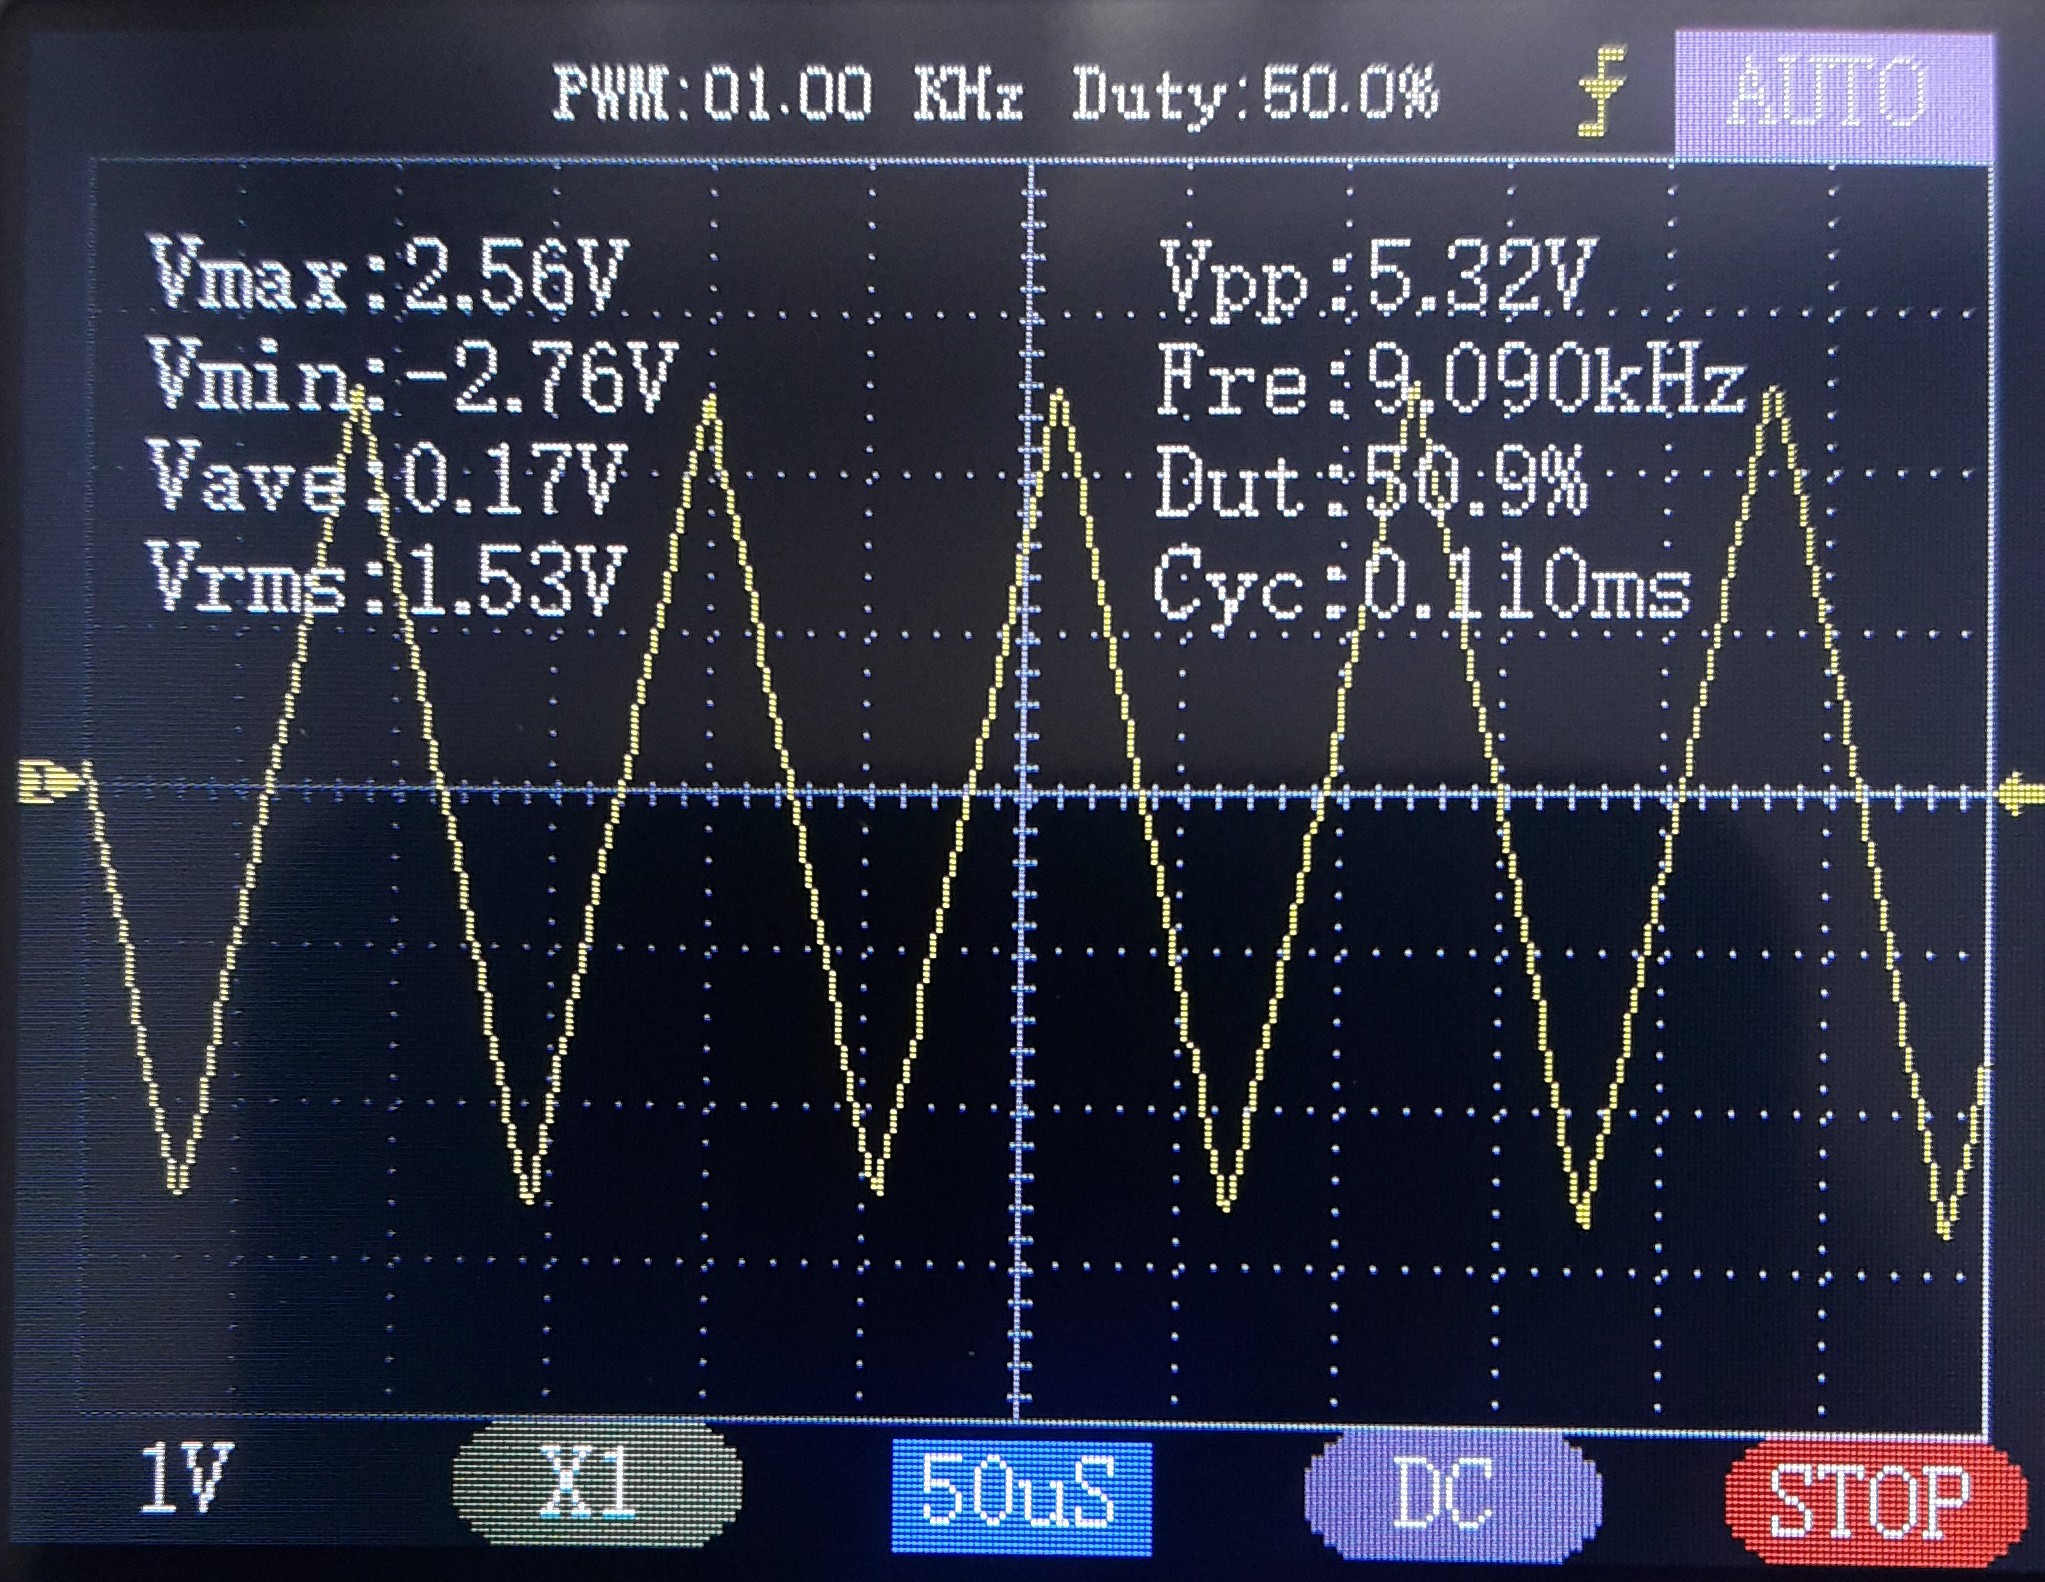 PWM:01.00 KHz Duty:50.0% AUTO
Vmax:2.56V Vpp:5.32V
Vmin:-2.76V Fre:9.090kHz
Vave:0.17V Dut:50.9%
Vrms:1.53V Cyc:0.110ms
1
1V X1 50uS DC STOP